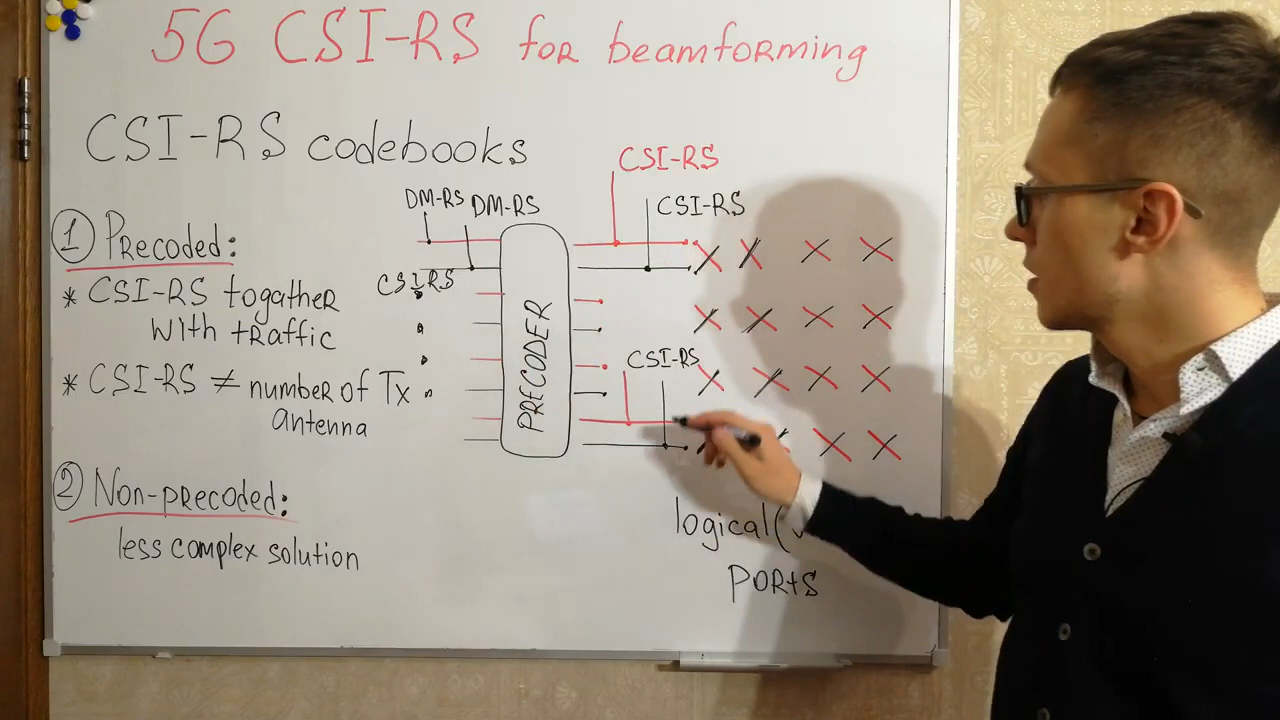 5G CSI-RS for beamforming
CSI-RS codebooks
① Precoded:
* CSI-RS togather
with traffic
* CSI-RS ≠ number of Tx
antenna
② Non-precoded:
less complex solution
DM-RS DM-RS
CSI-RS
PRECODER
CSI-RS
CSI-RS
CSI-RS
logical(
PORts